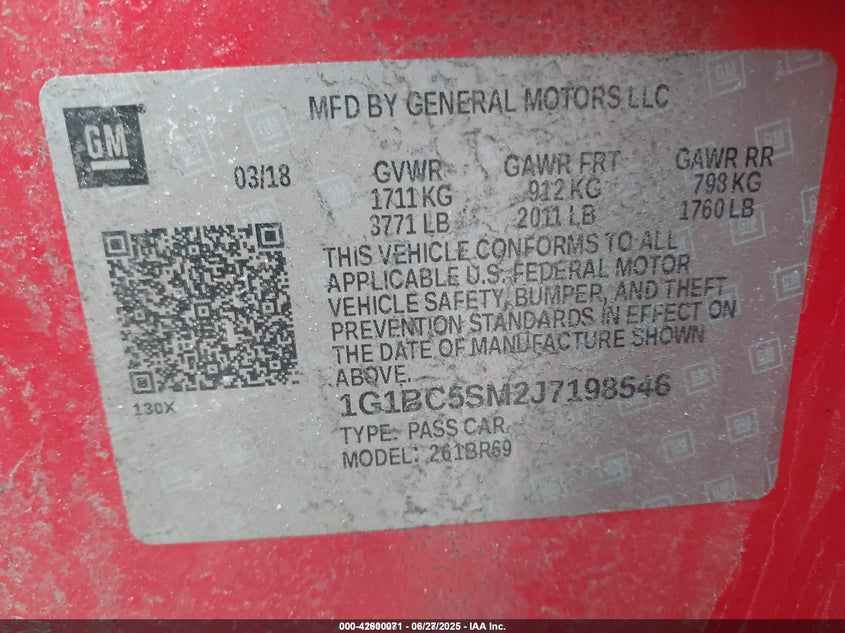 MFD BY GENERAL MOTORS LLC
GM
03/18 GVWR GAWR FRT GAWR RR
1711 KG 912 KG 793 KG
3771 LB 2011 LB 1760 LB
THIS VEHICLE CONFORMS TO ALL
APPLICABLE U.S. FEDERAL MOTOR
VEHICLE SAFETY, BUMPER, AND THEFT
PREVENTION STANDARDS IN EFFECT ON
THE DATE OF MANUFACTURE SHOWN
ABOVE.
130X
1G1BC5SM2J7198546
TYPE: PASS CAR
MODEL: 261BR69
000-42600071 - 06/27/2025 - IAA Inc.